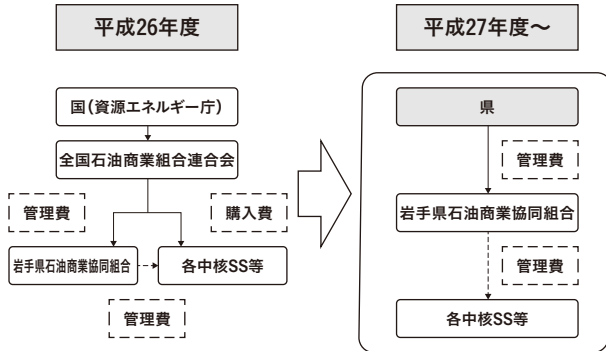 平成26年度
国(資源エネルギー庁)
全国石油商業組合連合会
管理費
購入費
岩手県石油商業協同組合
各中核SS等
管理費
平成27年度～
県
管理費
岩手県石油商業協同組合
管理費
各中核SS等